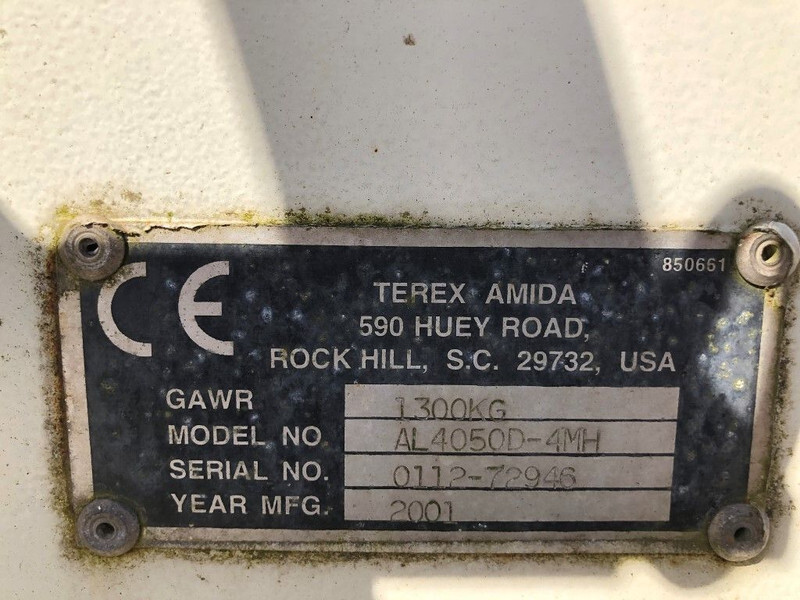 850661
CE TEREX AMIDA
590 HUEY ROAD,
ROCK HILL, S.C. 29732, USA
GAWR 1300KG
MODEL NO AL4050D-4MH
SERIAL NO. 0112-72946
YEAR MFG. 2001